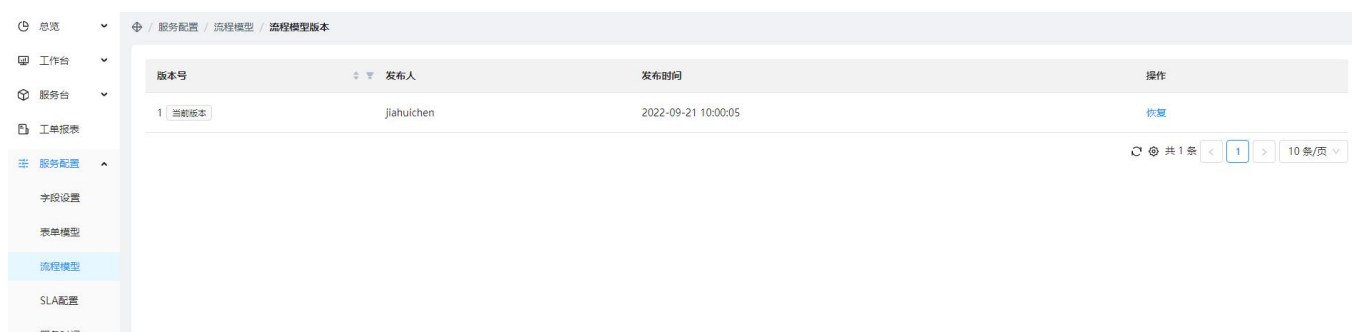 总览
/ 服务配置 / 流程模型 / 流程模型版本
工作台
服务台
工单报表
服务配置
字段设置
表单模型
流程模型
SLA配置
版本号 发布人 发布时间 操作
1 当前版本 jiahuichen 2022-09-21 10:00:05 恢复
共 1 条 < 1 > 10 条/页